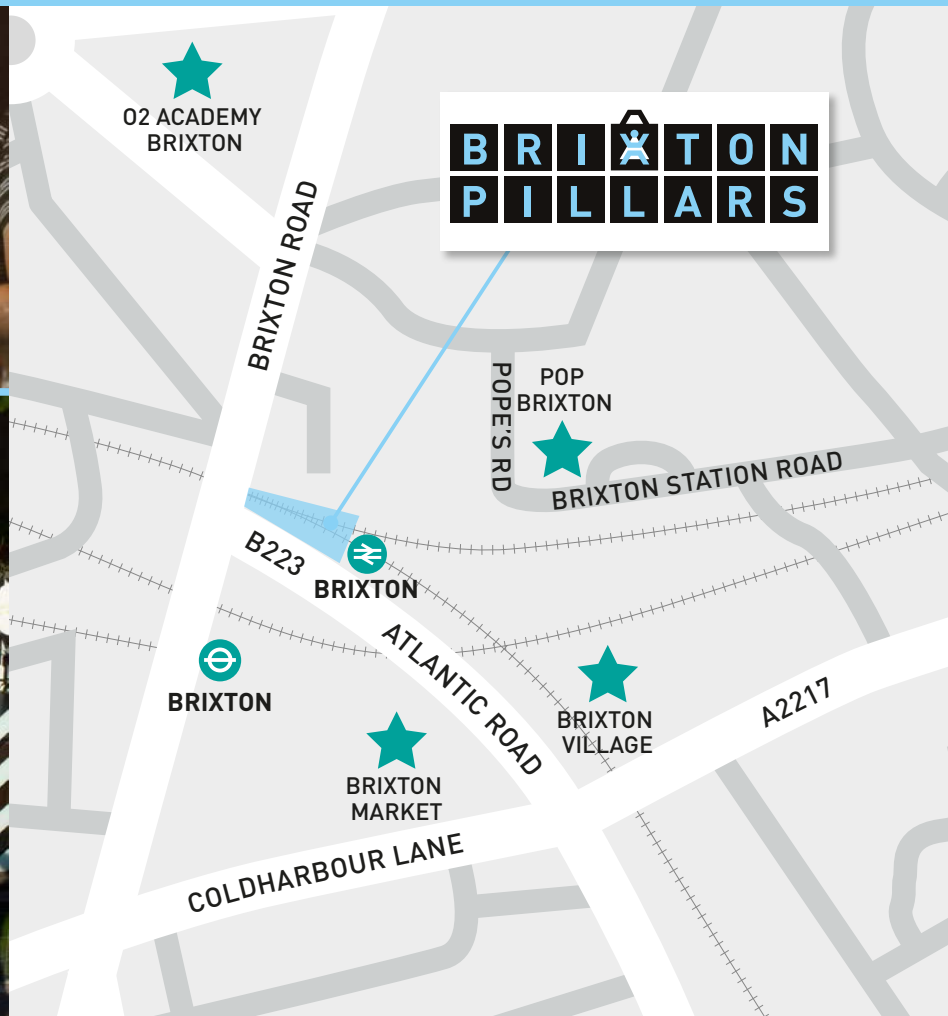 O2 ACADEMY
BRIXTON
BRIXTON
PILLARS
BRIXTON ROAD
POPE'S RD
POP
BRIXTON
BRIXTON STATION ROAD
B223
BRIXTON
ATLANTIC ROAD
BRIXTON
BRIXTON
VILLAGE
A2217
BRIXTON
MARKET
COLDHARBOUR LANE